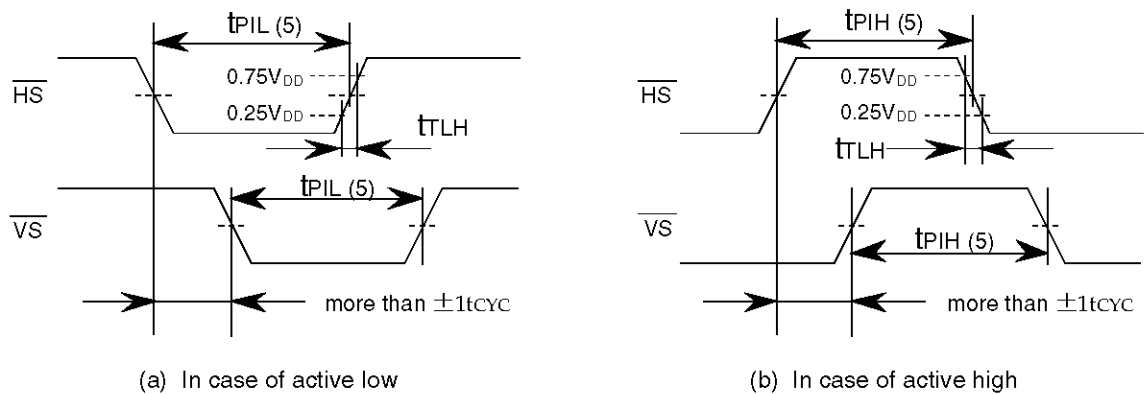 tPIL (5)
HS
0.75VDD
0.25VDD
tTLH
tPIL (5)
VS
more than ±1tCYC
(a) In case of active low
tPIH (5)
HS
0.75VDD
0.25VDD
tTLH
VS
tPIH (5)
more than ±1tCYC
(b) In case of active high